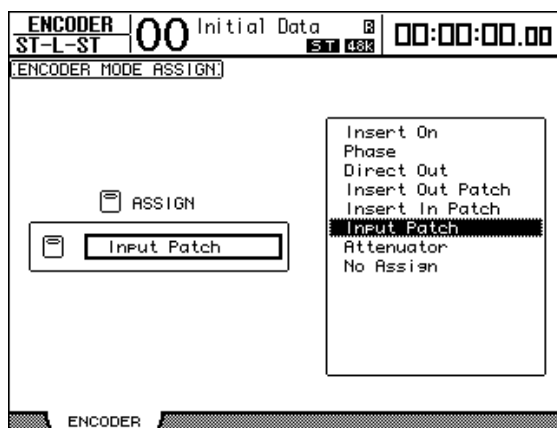 ENCODER
ST-L-ST
00
Initial Data
R
ST 48K
00:00:00.00
ENCODER MODE ASSIGN
ASSIGN
Input Patch
Insert On
Phase
Direct Out
Insert Out Patch
Insert In Patch
Input Patch
Attenuator
No Assign
ENCODER